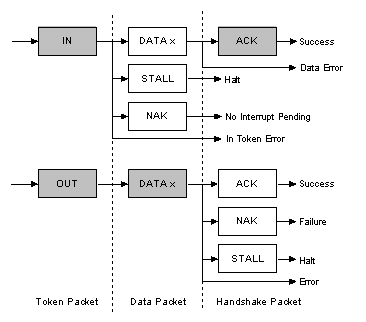 IN DATA x ACK Success
Data Error
STALL Halt
NAK No Interrupt Pending
In Token Error
OUT DATA x ACK Success
NAK Failure
STALL Halt
Error
Token Packet Data Packet Handshake Packet